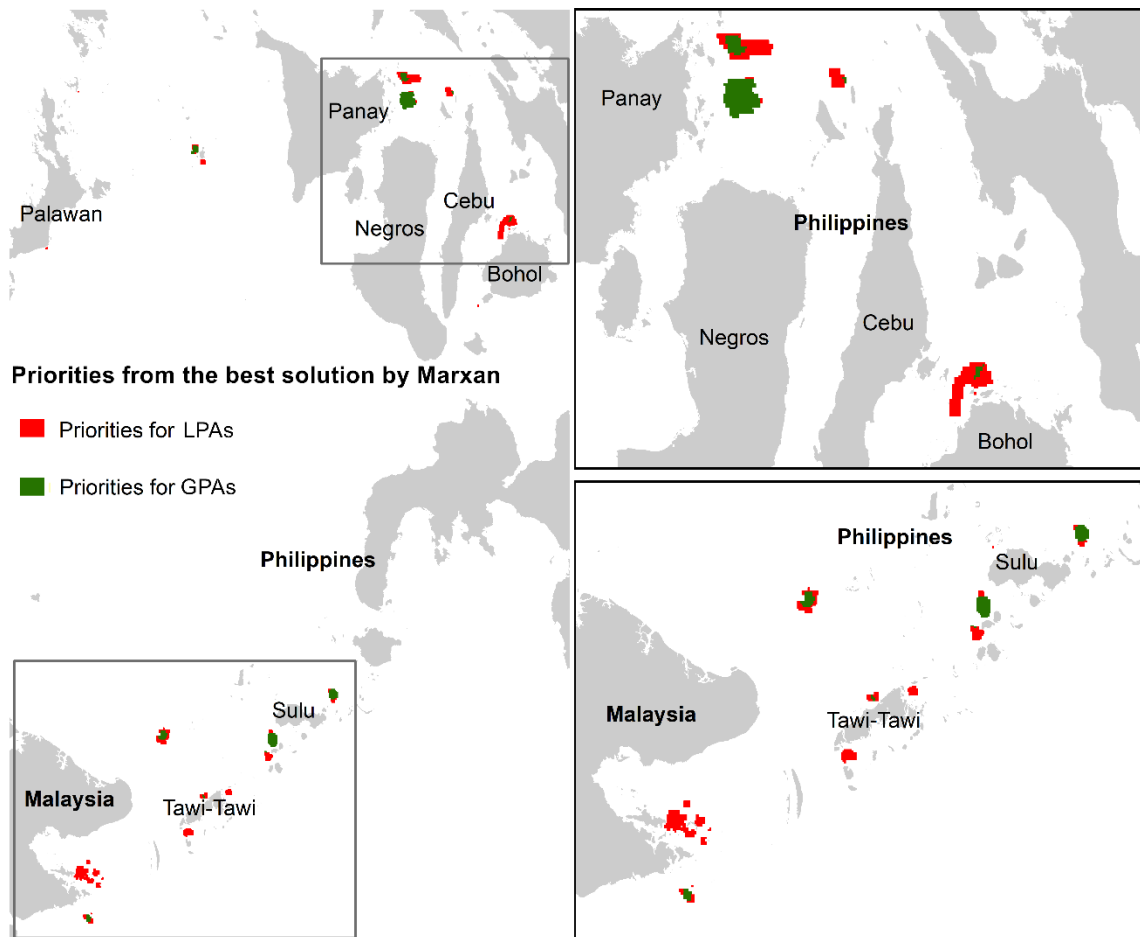 Panay
Palawan
Cebu
Negros
Bohol
Priorities from the best solution by Marxan
Priorities for LPAs
Priorities for GPAs
Philippines
Sulu
Malaysia
Tawi-Tawi
Panay
Philippines
Negros
Cebu
Bohol
Philippines
Sulu
Malaysia
Tawi-Tawi